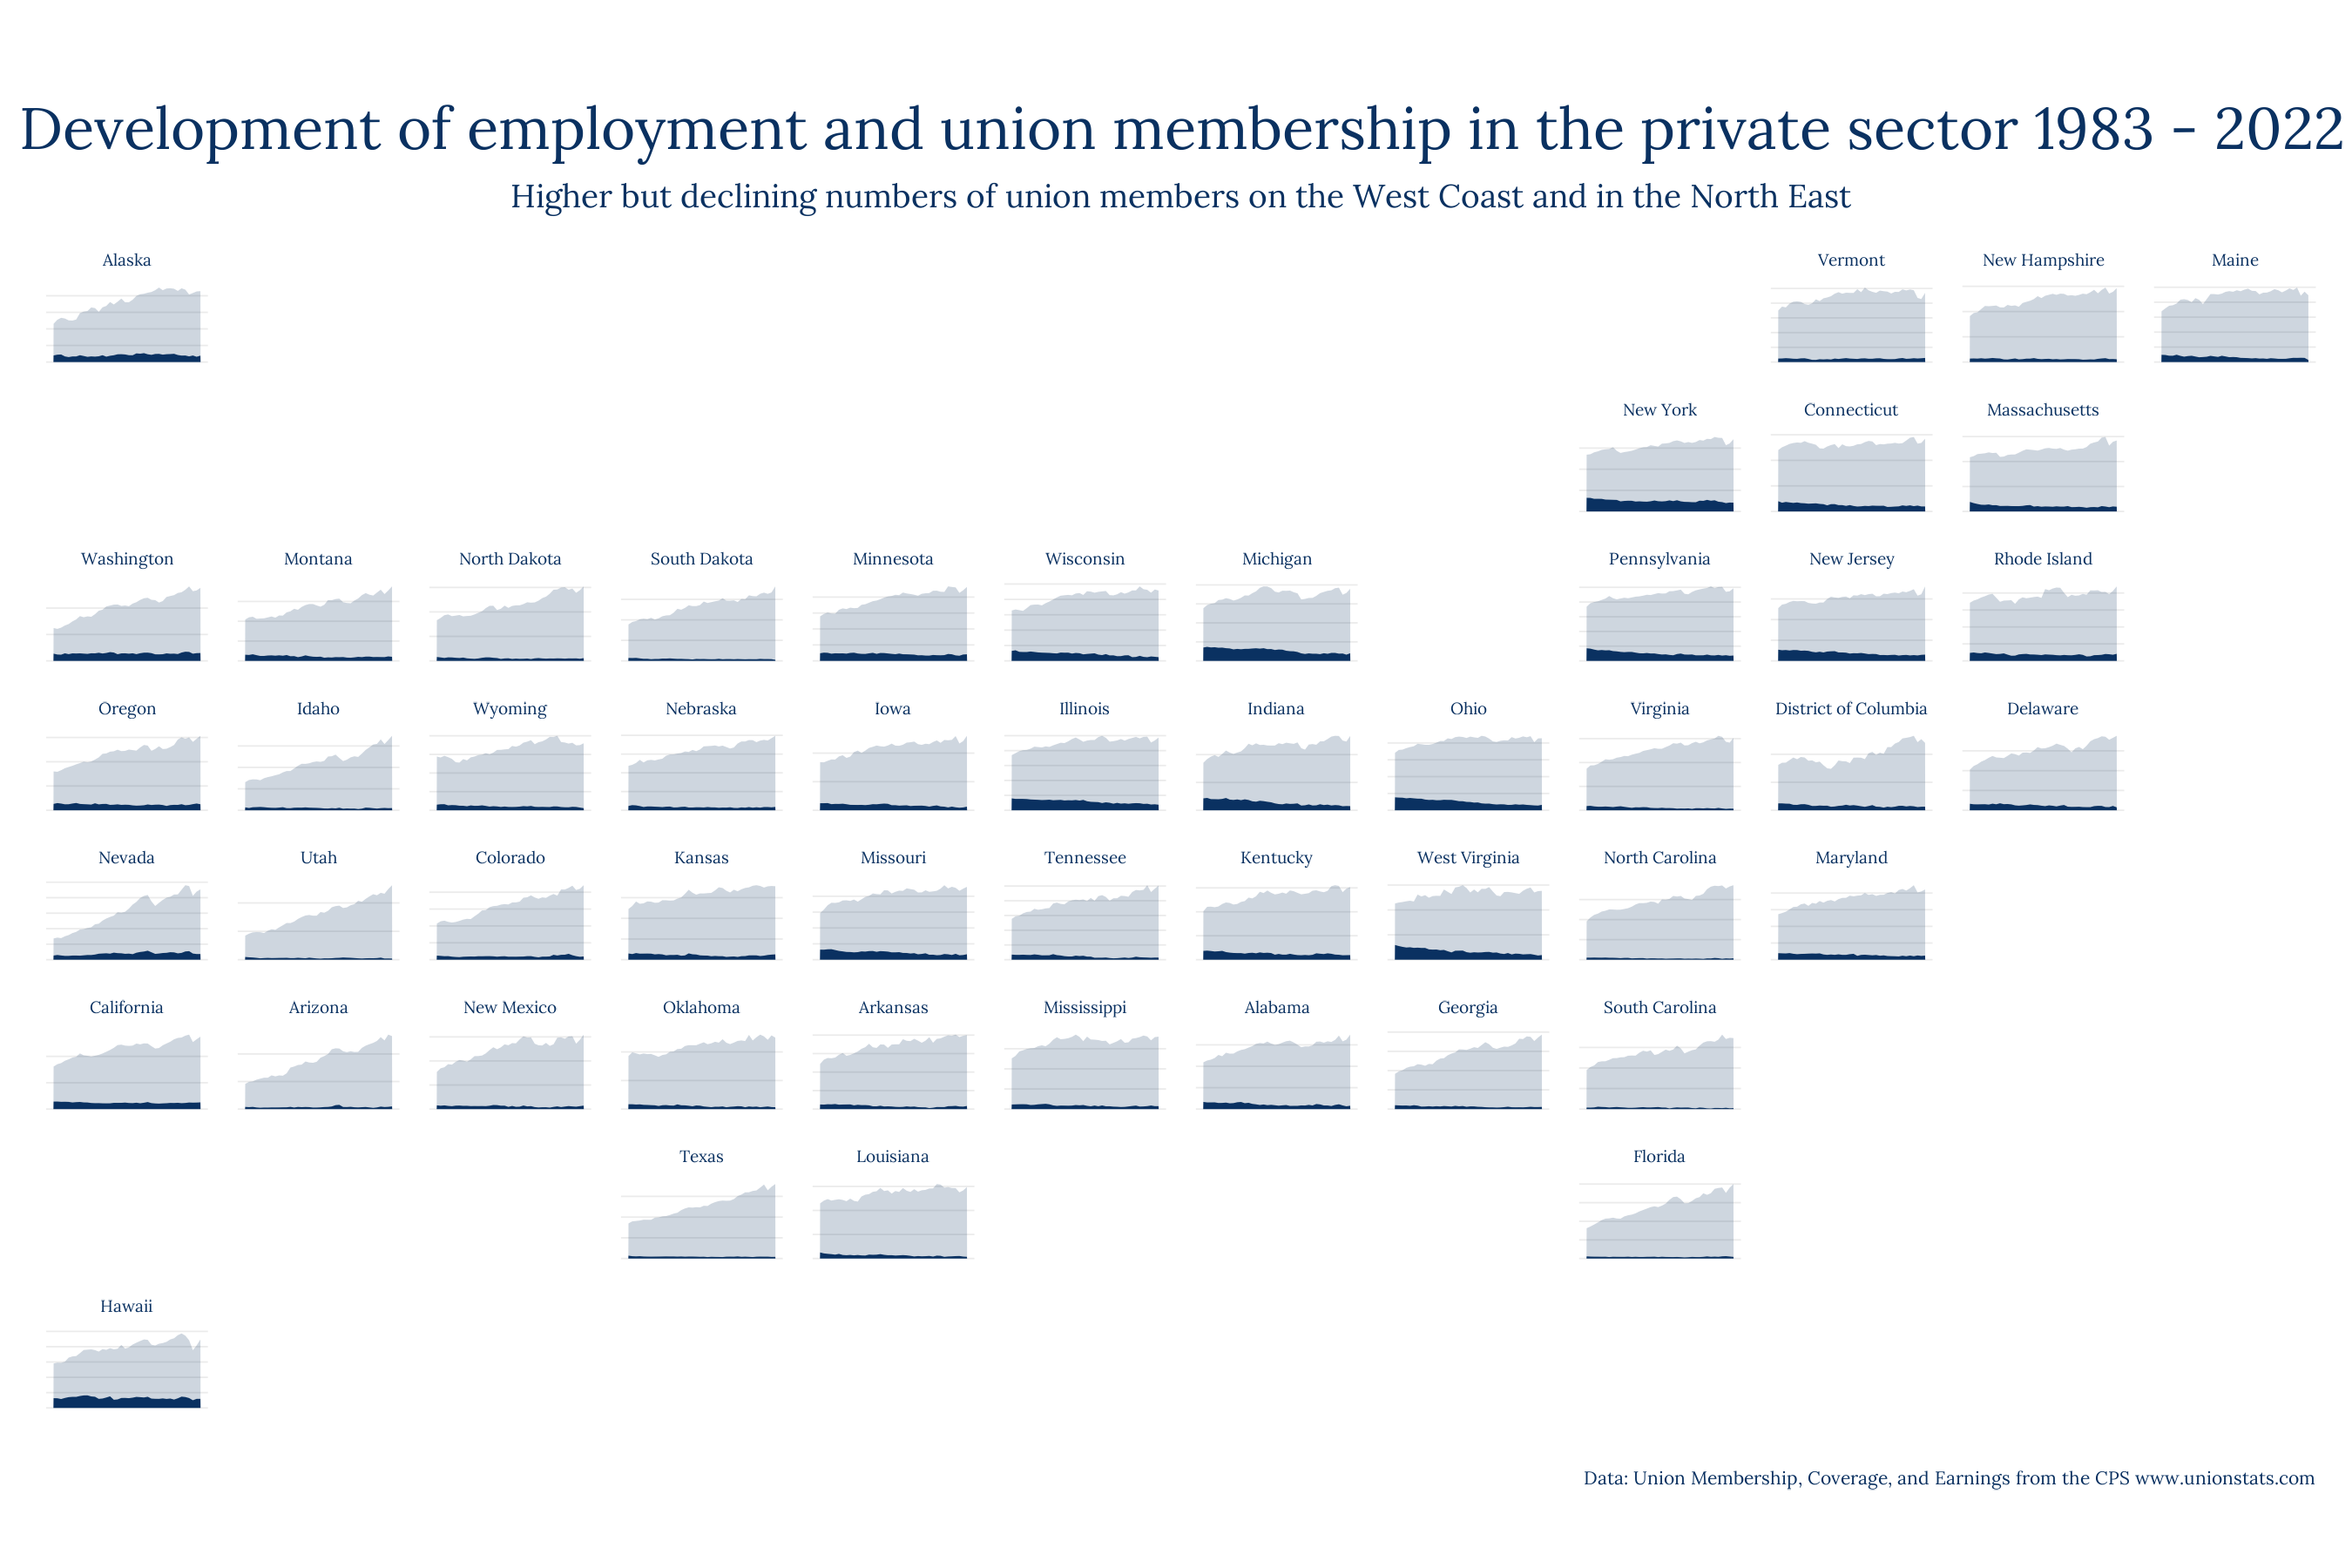 Development of employment and union membership in the private sector 1983 - 2022
Higher but declining numbers of union members on the West Coast and in the North East
Alaska
Vermont
New Hampshire
Maine
New York
Connecticut
Massachusetts
Washington
Montana
North Dakota
South Dakota
Minnesota
Wisconsin
Michigan
Pennsylvania
New Jersey
Rhode Island
Oregon
Idaho
Wyoming
Nebraska
Iowa
Illinois
Indiana
Ohio
Virginia
District of Columbia
Delaware
Nevada
Utah
Colorado
Kansas
Missouri
Tennessee
Kentucky
West Virginia
North Carolina
Maryland
California
Arizona
New Mexico
Oklahoma
Arkansas
Mississippi
Alabama
Georgia
South Carolina
Texas
Louisiana
Florida
Hawaii
Data: Union Membership, Coverage, and Earnings from the CPS www.unionstats.com